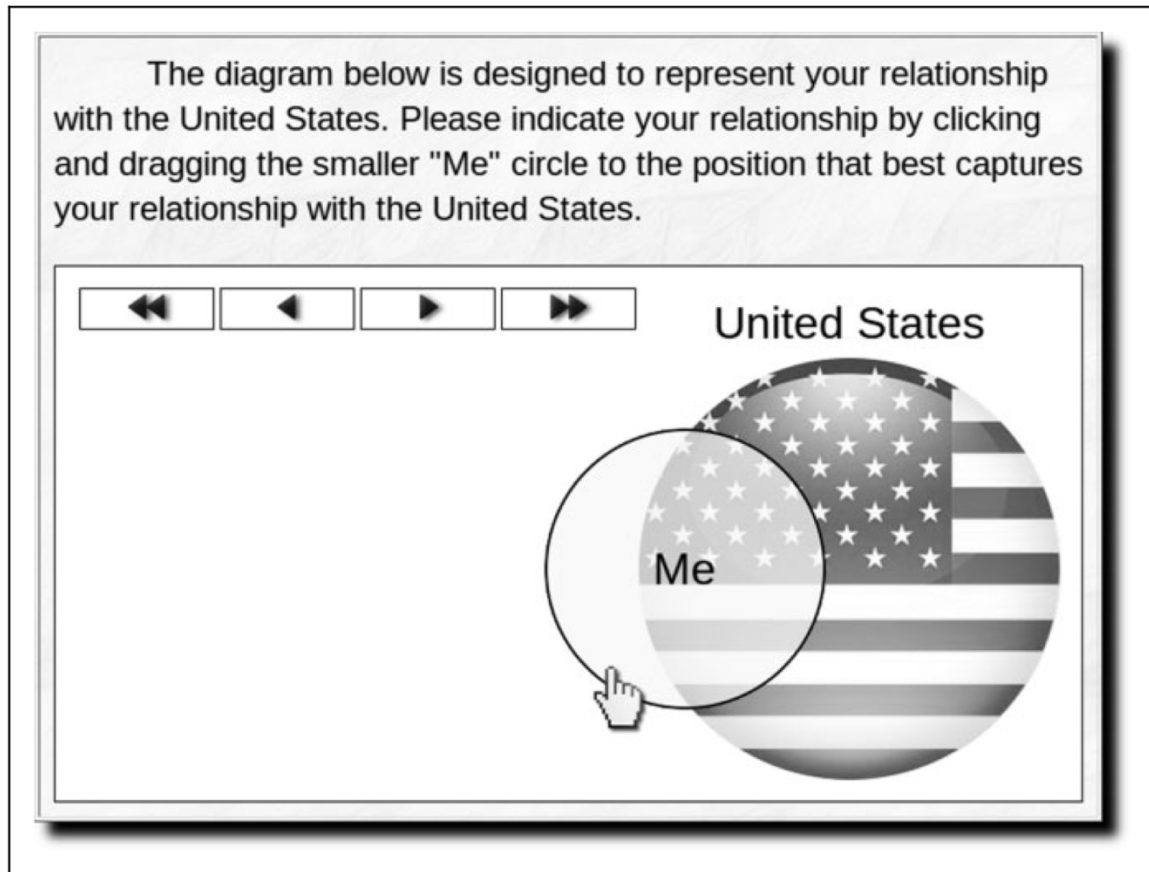 The diagram below is designed to represent your relationship
with the United States. Please indicate your relationship by clicking
and dragging the smaller "Me" circle to the position that best captures
your relationship with the United States.
United States
Me